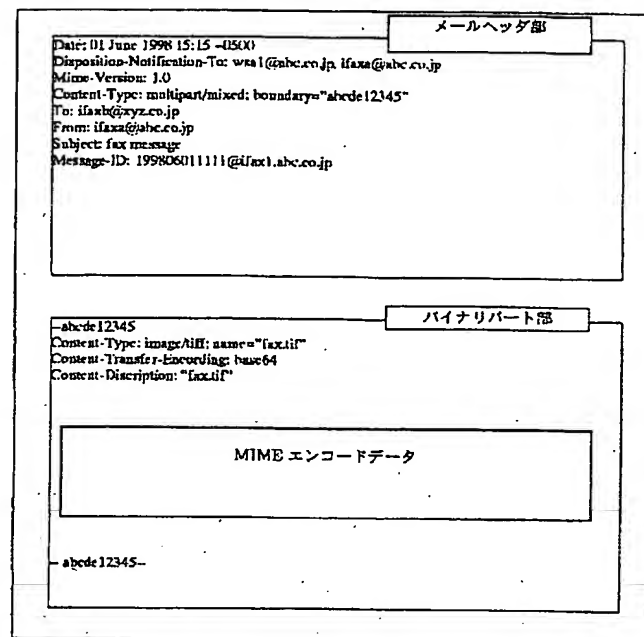 メールヘッダ部
Date: 01 June 1998 15:15 -0500
Disposition-Notification-To: wsa1@abc.co.jp, ifaxa@abc.co.jp
Mime-Version: 1.0
Content-Type: multipart/mixed; boundary="abcde12345"
To: ifaxb@xyz.co.jp
From: ifaxa@abc.co.jp
Subject: fax message
Message-ID: 199806011111@ifax1.abc.co.jp
バイナリパート部
--abcde12345
Content-Type: image/tiff; name="fax.tif"
Content-Transfer-Encoding: base64
Content-Discription: "fax.tif"
MIME エンコードデータ
-- abcde12345--